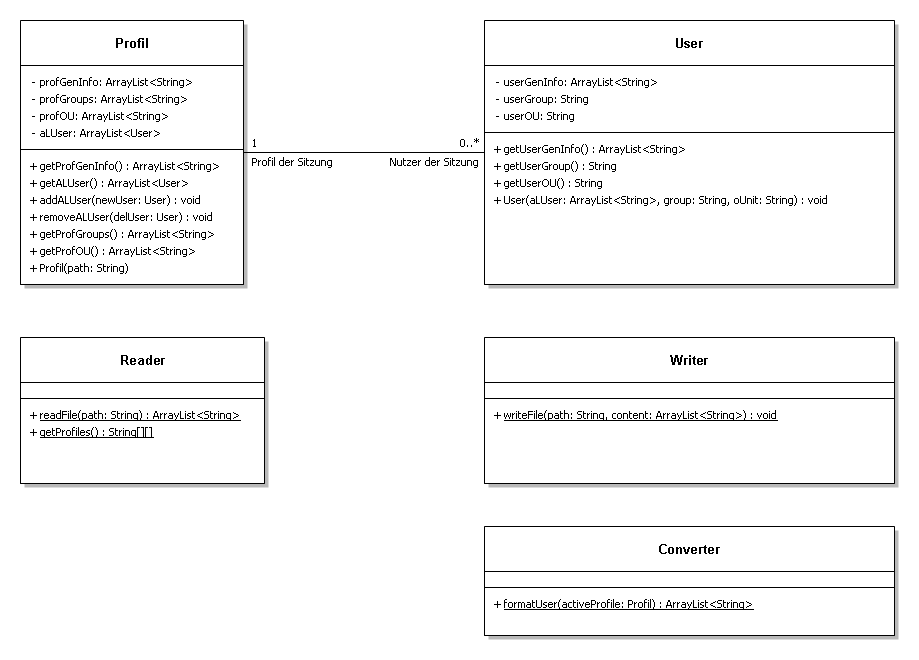 Profil
- profGenInfo: ArrayList<String>
- profGroups: ArrayList<String>
- profOU: ArrayList<String>
- aLUser: ArrayList<User>
+ getProfGenInfo() : ArrayList<String>
+ getALUser() : ArrayList<User>
+ addALUser(newUser: User) : void
+ removeALUser(delUser: User) : void
+ getProfGroups() : ArrayList<String>
+ getProfOU() : ArrayList<String>
+ Profil(path: String)
1
0..*
Profil der Sitzung
Nutzer der Sitzung
User
- userGenInfo: ArrayList<String>
- userGroup: String
- userOU: String
+ getUserGenInfo() : ArrayList<String>
+ getUserGroup() : String
+ getUserOU() : String
+ User(aLUser: ArrayList<String>, group: String, oUnit: String) : void
Reader
+ readFile(path: String) : ArrayList<String>
+ getProfiles() : String[][]
Writer
+ writeFile(path: String, content: ArrayList<String>) : void
Converter
+ formatUser(activeProfile: Profil) : ArrayList<String>